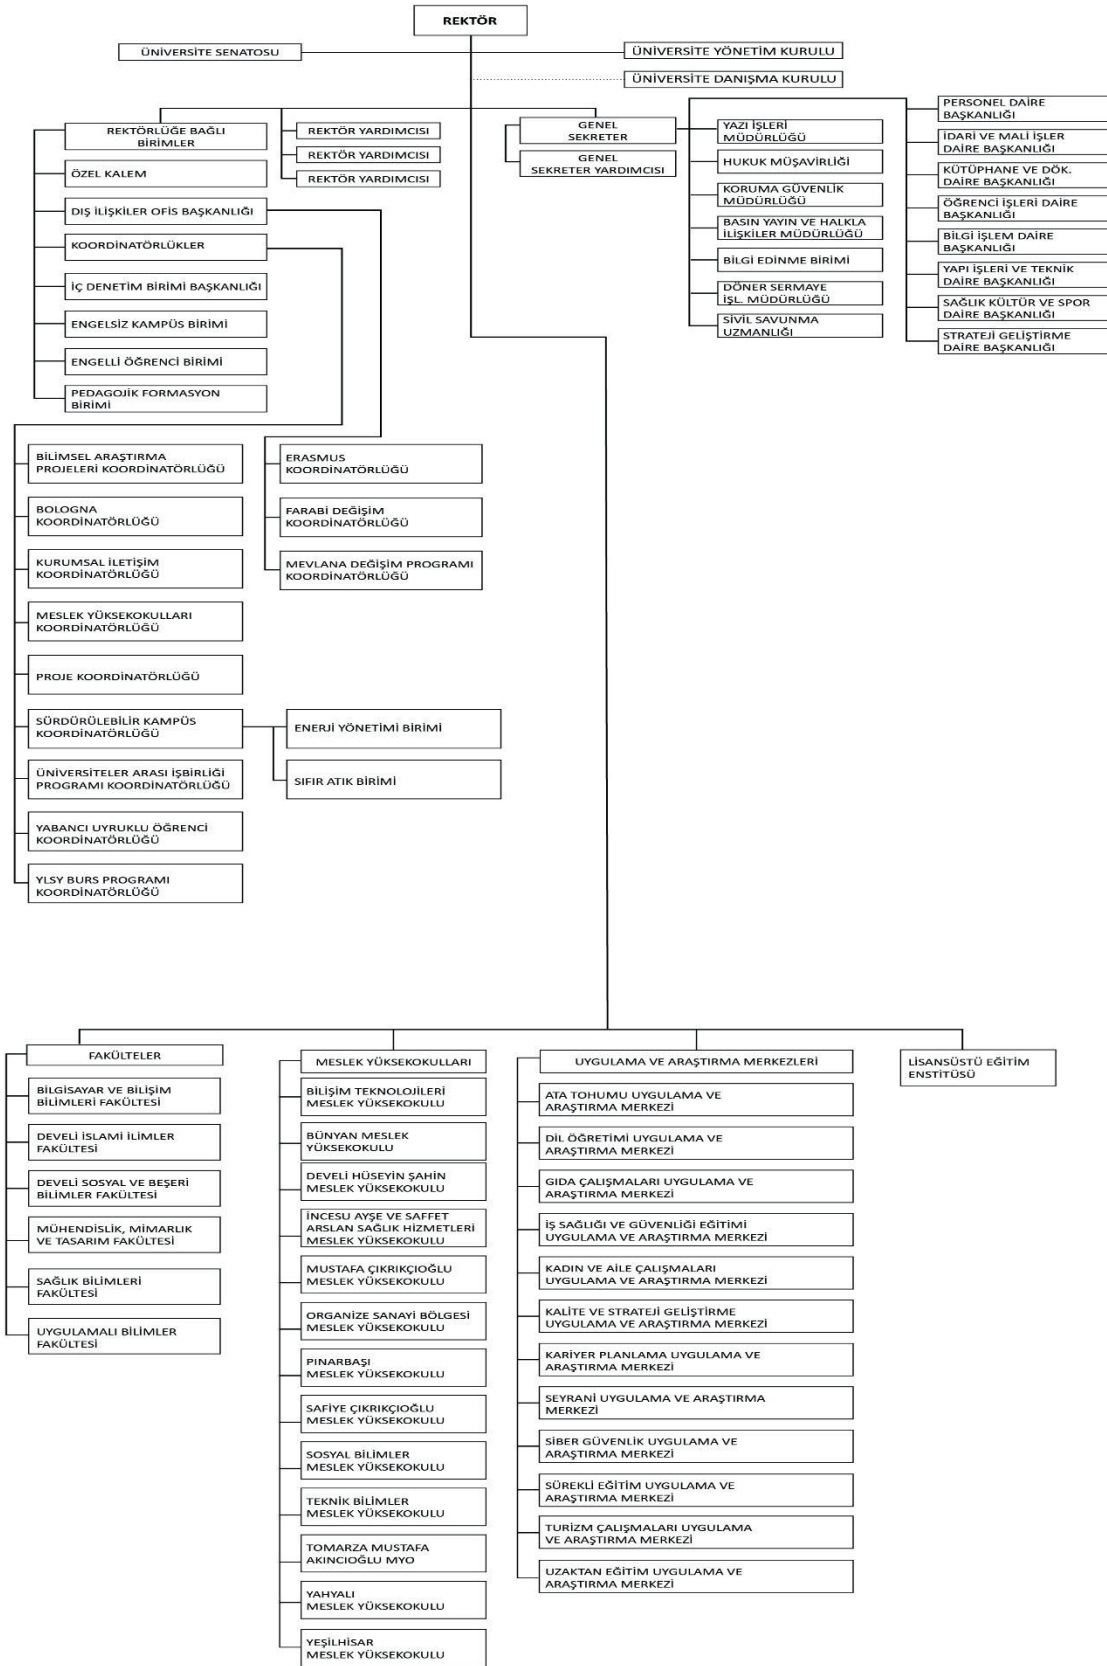 REKTÖR
ÜNİVERSİTE SENATOSU
ÜNİVERSİTE YÖNETİM KURULU
ÜNİVERSİTE DANIŞMA KURULU
REKTÖRLÜĞE BAĞLI
BİRİMLER
ÖZEL KALEM
DIŞ İLİŞKİLER OFİS BAŞKANLIĞI
KOORDİNATÖRLÜKLER
İÇ DENETİM BİRİMİ BAŞKANLIĞI
ENGELSİZ KAMPÜS BİRİMİ
ENGELLİ ÖĞRENCİ BİRİMİ
PEDAGOJİK FORMASYON
BİRİMİ
REKTÖR YARDIMCISI
REKTÖR YARDIMCISI
REKTÖR YARDIMCISI
GENEL
SEKRETER
GENEL
SEKRETER YARDIMCISI
YAZI İŞLERİ
MÜDÜRLÜĞÜ
HUKUK MÜŞAVİRLİĞİ
KORUMA GÜVENLİK
MÜDÜRLÜĞÜ
BASIN YAYIN VE HALKLA
İLİŞKİLER MÜDÜRLÜĞÜ
BİLGİ EDİNME BİRİMİ
DÖNER SERMAYE
İŞL. MÜDÜRLÜĞÜ
SİVİL SAVUNMA
UZMANLIĞI
PERSONEL DAİRE
BAŞKANLIĞI
İDARİ VE MALİ İŞLER
DAİRE BAŞKANLIĞI
KÜTÜPHANE VE DÖK.
DAİRE BAŞKANLIĞI
ÖĞRENCİ İŞLERİ DAİRE
BAŞKANLIĞI
BİLGİ İŞLEM DAİRE
BAŞKANLIĞI
YAPI İŞLERİ VE TEKNİK
DAİRE BAŞKANLIĞI
SAĞLIK KÜLTÜR VE SPOR
DAİRE BAŞKANLIĞI
STRATEJİ GELİŞTİRME
DAİRE BAŞKANLIĞI
BİLİMSEL ARAŞTIRMA
PROJELERİ KOORDİNATÖRLÜĞÜ
BOLOGNA
KOORDİNATÖRLÜĞÜ
KURUMSAL İLETİŞİM
KOORDİNATÖRLÜĞÜ
MESLEK YÜKSEKOKULLARI
KOORDİNATÖRLÜĞÜ
PROJE KOORDİNATÖRLÜĞÜ
SÜRDÜRÜLEBİLİR KAMPÜS
KOORDİNATÖRLÜĞÜ
ÜNİVERSİTELER ARASI İŞBİRLİĞİ
PROGRAMI KOORDİNATÖRLÜĞÜ
YABANCI UYRUKLU ÖĞRENCİ
KOORDİNATÖRLÜĞÜ
YLSY BURS PROGRAMI
KOORDİNATÖRLÜĞÜ
ERASMUS
KOORDİNATÖRLÜĞÜ
FARABİ DEĞİŞİM
KOORDİNATÖRLÜĞÜ
MEVLANA DEĞİŞİM PROGRAMI
KOORDİNATÖRLÜĞÜ
ENERJİ YÖNETİMİ BİRİMİ
SIFIR ATIK BİRİMİ
FAKÜLTELER
BİLGİSAYAR VE BİLİŞİM
BİLİMLERİ FAKÜLTESİ
DEVELİ İSLAMİ İLİMLER
FAKÜLTESİ
DEVELİ SOSYAL VE BEŞERİ
BİLİMLER FAKÜLTESİ
MÜHENDİSLİK, MİMARLIK
VE TASARIM FAKÜLTESİ
SAĞLIK BİLİMLERİ
FAKÜLTESİ
UYGULAMALI BİLİMLER
FAKÜLTESİ
MESLEK YÜKSEKOKULLARI
BİLİŞİM TEKNOLOJİLERİ
MESLEK YÜKSEKOKULU
BÜNYAN MESLEK
YÜKSEKOKULU
DEVELİ HÜSEYİN ŞAHİN
MESLEK YÜKSEKOKULU
İNCESU AYŞE VE SAFFET
ARSLAN SAĞLIK HİZMETLERİ
MESLEK YÜKSEKOKULU
MUSTAFA ÇIKRIKÇIOĞLU
MESLEK YÜKSEKOKULU
ORGANİZE SANAYİ BÖLGESİ
MESLEK YÜKSEKOKULU
PINARBAŞI
MESLEK YÜKSEKOKULU
SAFİYE ÇIKRIKÇIOĞLU
MESLEK YÜKSEKOKULU
SOSYAL BİLİMLER
MESLEK YÜKSEKOKULU
TEKNİK BİLİMLER
MESLEK YÜKSEKOKULU
TOMARZA MUSTAFA
AKINCIOĞLU MYO
YAHYALI
MESLEK YÜKSEKOKULU
YEŞİLHİSAR
MESLEK YÜKSEKOKULU
UYGULAMA VE ARAŞTIRMA MERKEZLERİ
ATA TOHUMU UYGULAMA VE
ARAŞTIRMA MERKEZİ
DİL ÖĞRETİMİ UYGULAMA VE
ARAŞTIRMA MERKEZİ
GIDA ÇALIŞMALARI UYGULAMA VE
ARAŞTIRMA MERKEZİ
İŞ SAĞLIĞI VE GÜVENLİĞİ EĞİTİMİ
UYGULAMA VE ARAŞTIRMA MERKEZİ
KADIN VE AİLE ÇALIŞMALARI
UYGULAMA VE ARAŞTIRMA MERKEZİ
KALİTE VE STRATEJİ GELİŞTİRME
UYGULAMA VE ARAŞTIRMA MERKEZİ
KARİYER PLANLAMA UYGULAMA VE
ARAŞTIRMA MERKEZİ
SEYRANİ UYGULAMA VE ARAŞTIRMA
MERKEZİ
SİBER GÜVENLİK UYGULAMA VE
ARAŞTIRMA MERKEZİ
SÜREKLİ EĞİTİM UYGULAMA VE
ARAŞTIRMA MERKEZİ
TURİZM ÇALIŞMALARI UYGULAMA
VE ARAŞTIRMA MERKEZİ
UZAKTAN EĞİTİM UYGULAMA VE
ARAŞTIRMA MERKEZİ
LİSANSÜSTÜ EĞİTİM
ENSTİTÜSÜ